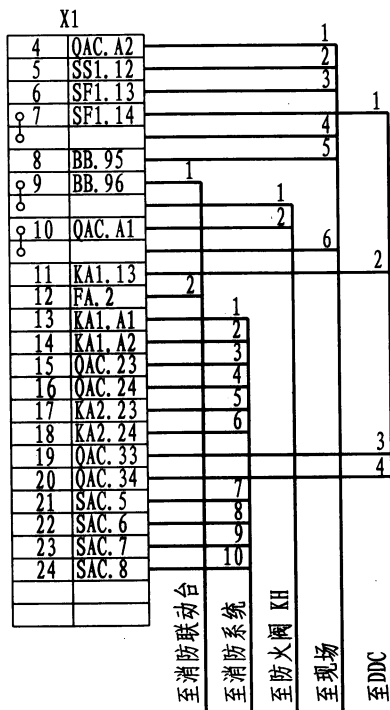 X1
4 QAC.A2 1
5 SS1.12 2
6 SF1.13 3
7 SF1.14 1
4
8 BB.95 5
9 BB.96 1
1
10 QAC.A1 2
6
11 KA1.13 2
12 FA.2 2
13 KA1.A1 1
14 KA1.A2 2
15 QAC.23 3
16 QAC.24 4
17 KA2.23 5
18 KA2.24 6
19 QAC.33 3
20 QAC.34 4
21 SAC.5 7
22 SAC.6 8
23 SAC.7 9
24 SAC.8 10
至消防联动台
至消防系统
至防火阀 KH
至现场
至DDC